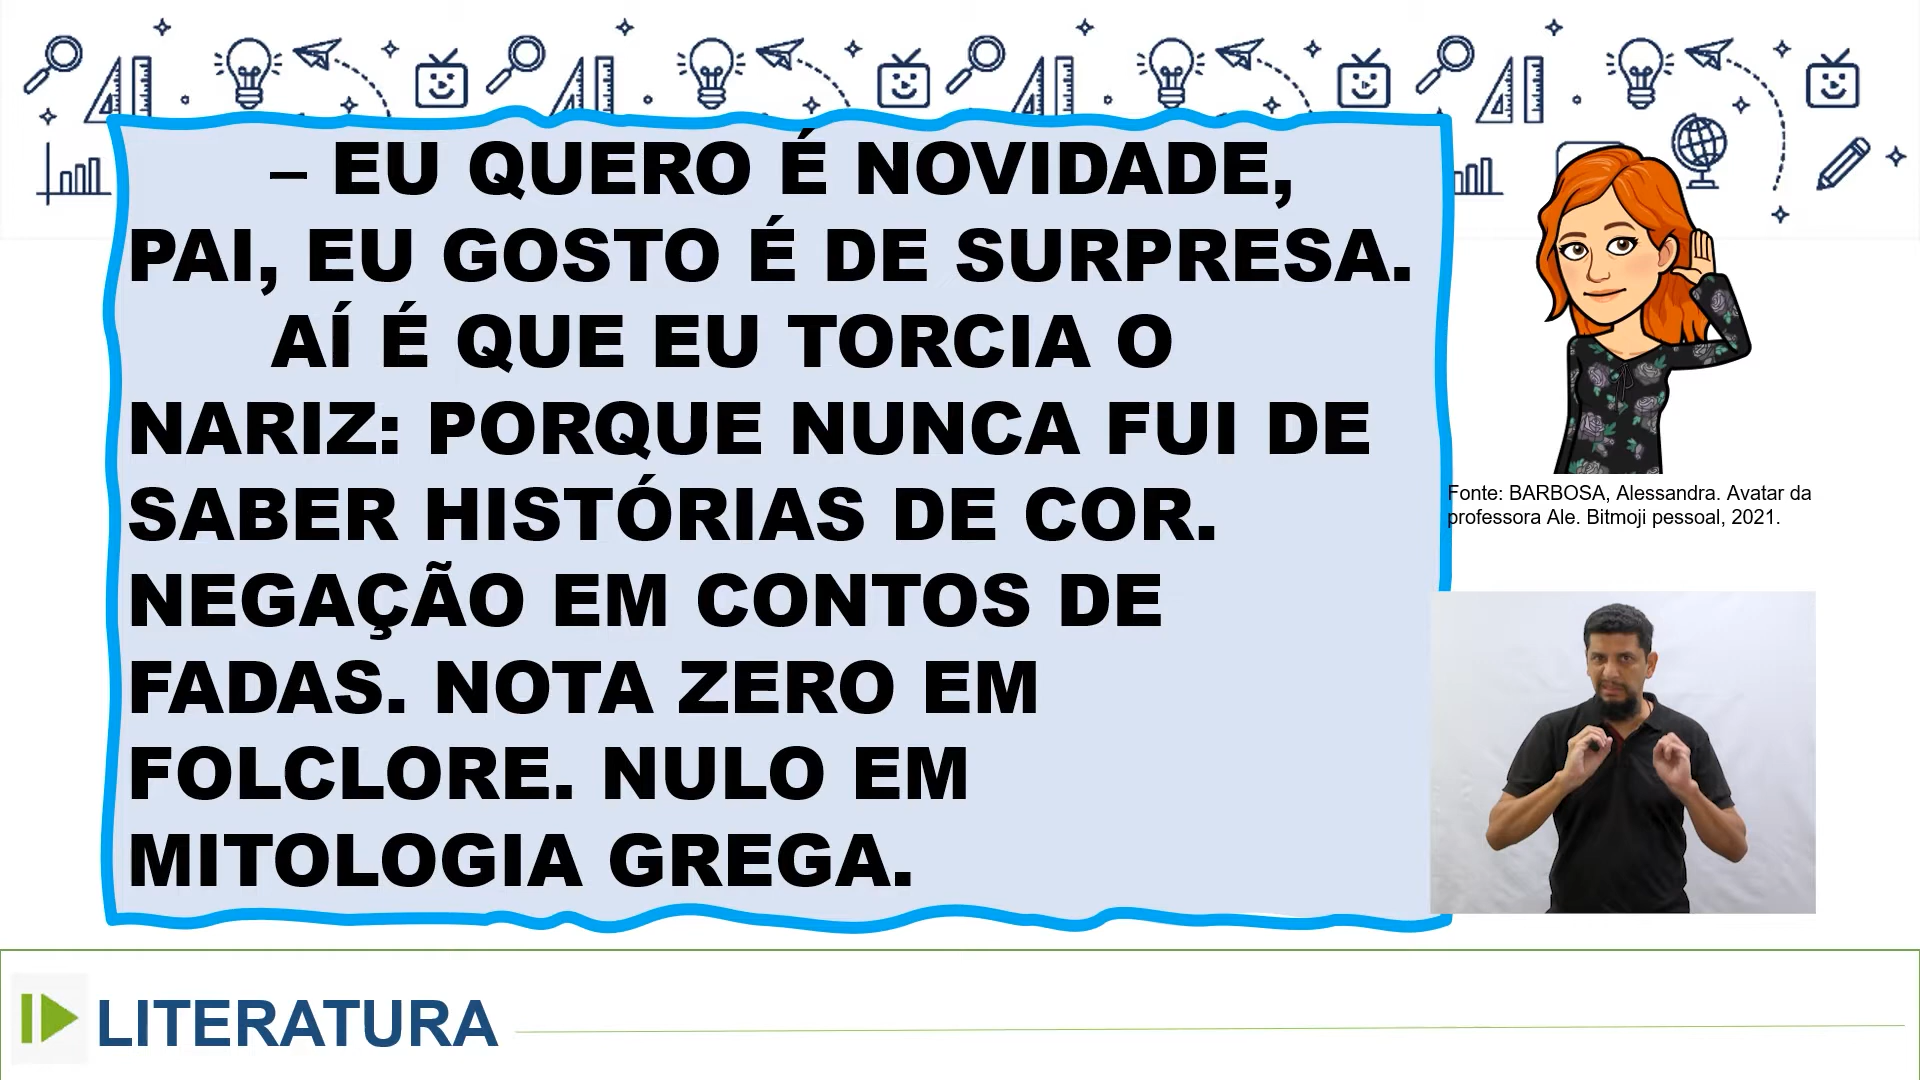 – EU QUERO É NOVIDADE,
PAI, EU GOSTO É DE SURPRESA.
AÍ É QUE EU TORCIA O
NARIZ: PORQUE NUNCA FUI DE
SABER HISTÓRIAS DE COR.
NEGAÇÃO EM CONTOS DE
FADAS. NOTA ZERO EM
FOLCLORE. NULO EM
MITOLOGIA GREGA.
Fonte: BARBOSA, Alessandra. Avatar da
professora Ale. Bitmoji pessoal, 2021.
LITERATURA